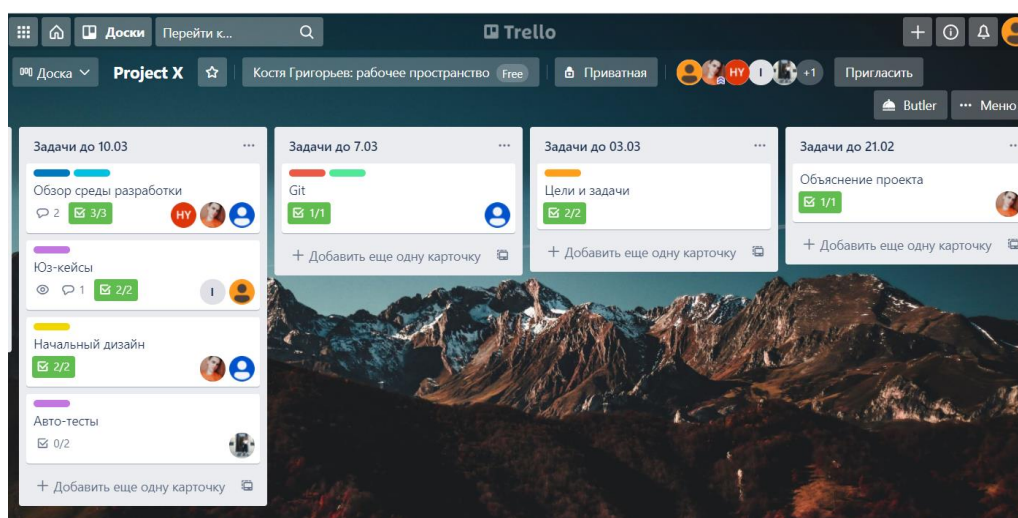 Доски
Перейти к...
Trello
Доска
Project X
Костя Григорьев: рабочее пространство Free
Приватная
HY
I
+1
Пригласить
Butler
... Меню
Задачи до 10.03
Обзор среды разработки
2
3/3
HY
Юз-кейсы
1
2/2
I
Начальный дизайн
2/2
Авто-тесты
0/2
+ Добавить еще одну карточку
Задачи до 7.03
Git
1/1
+ Добавить еще одну карточку
Задачи до 03.03
Цели и задачи
2/2
+ Добавить еще одну карточку
Задачи до 21.02
Объяснение проекта
1/1
+ Добавить еще одну карточку